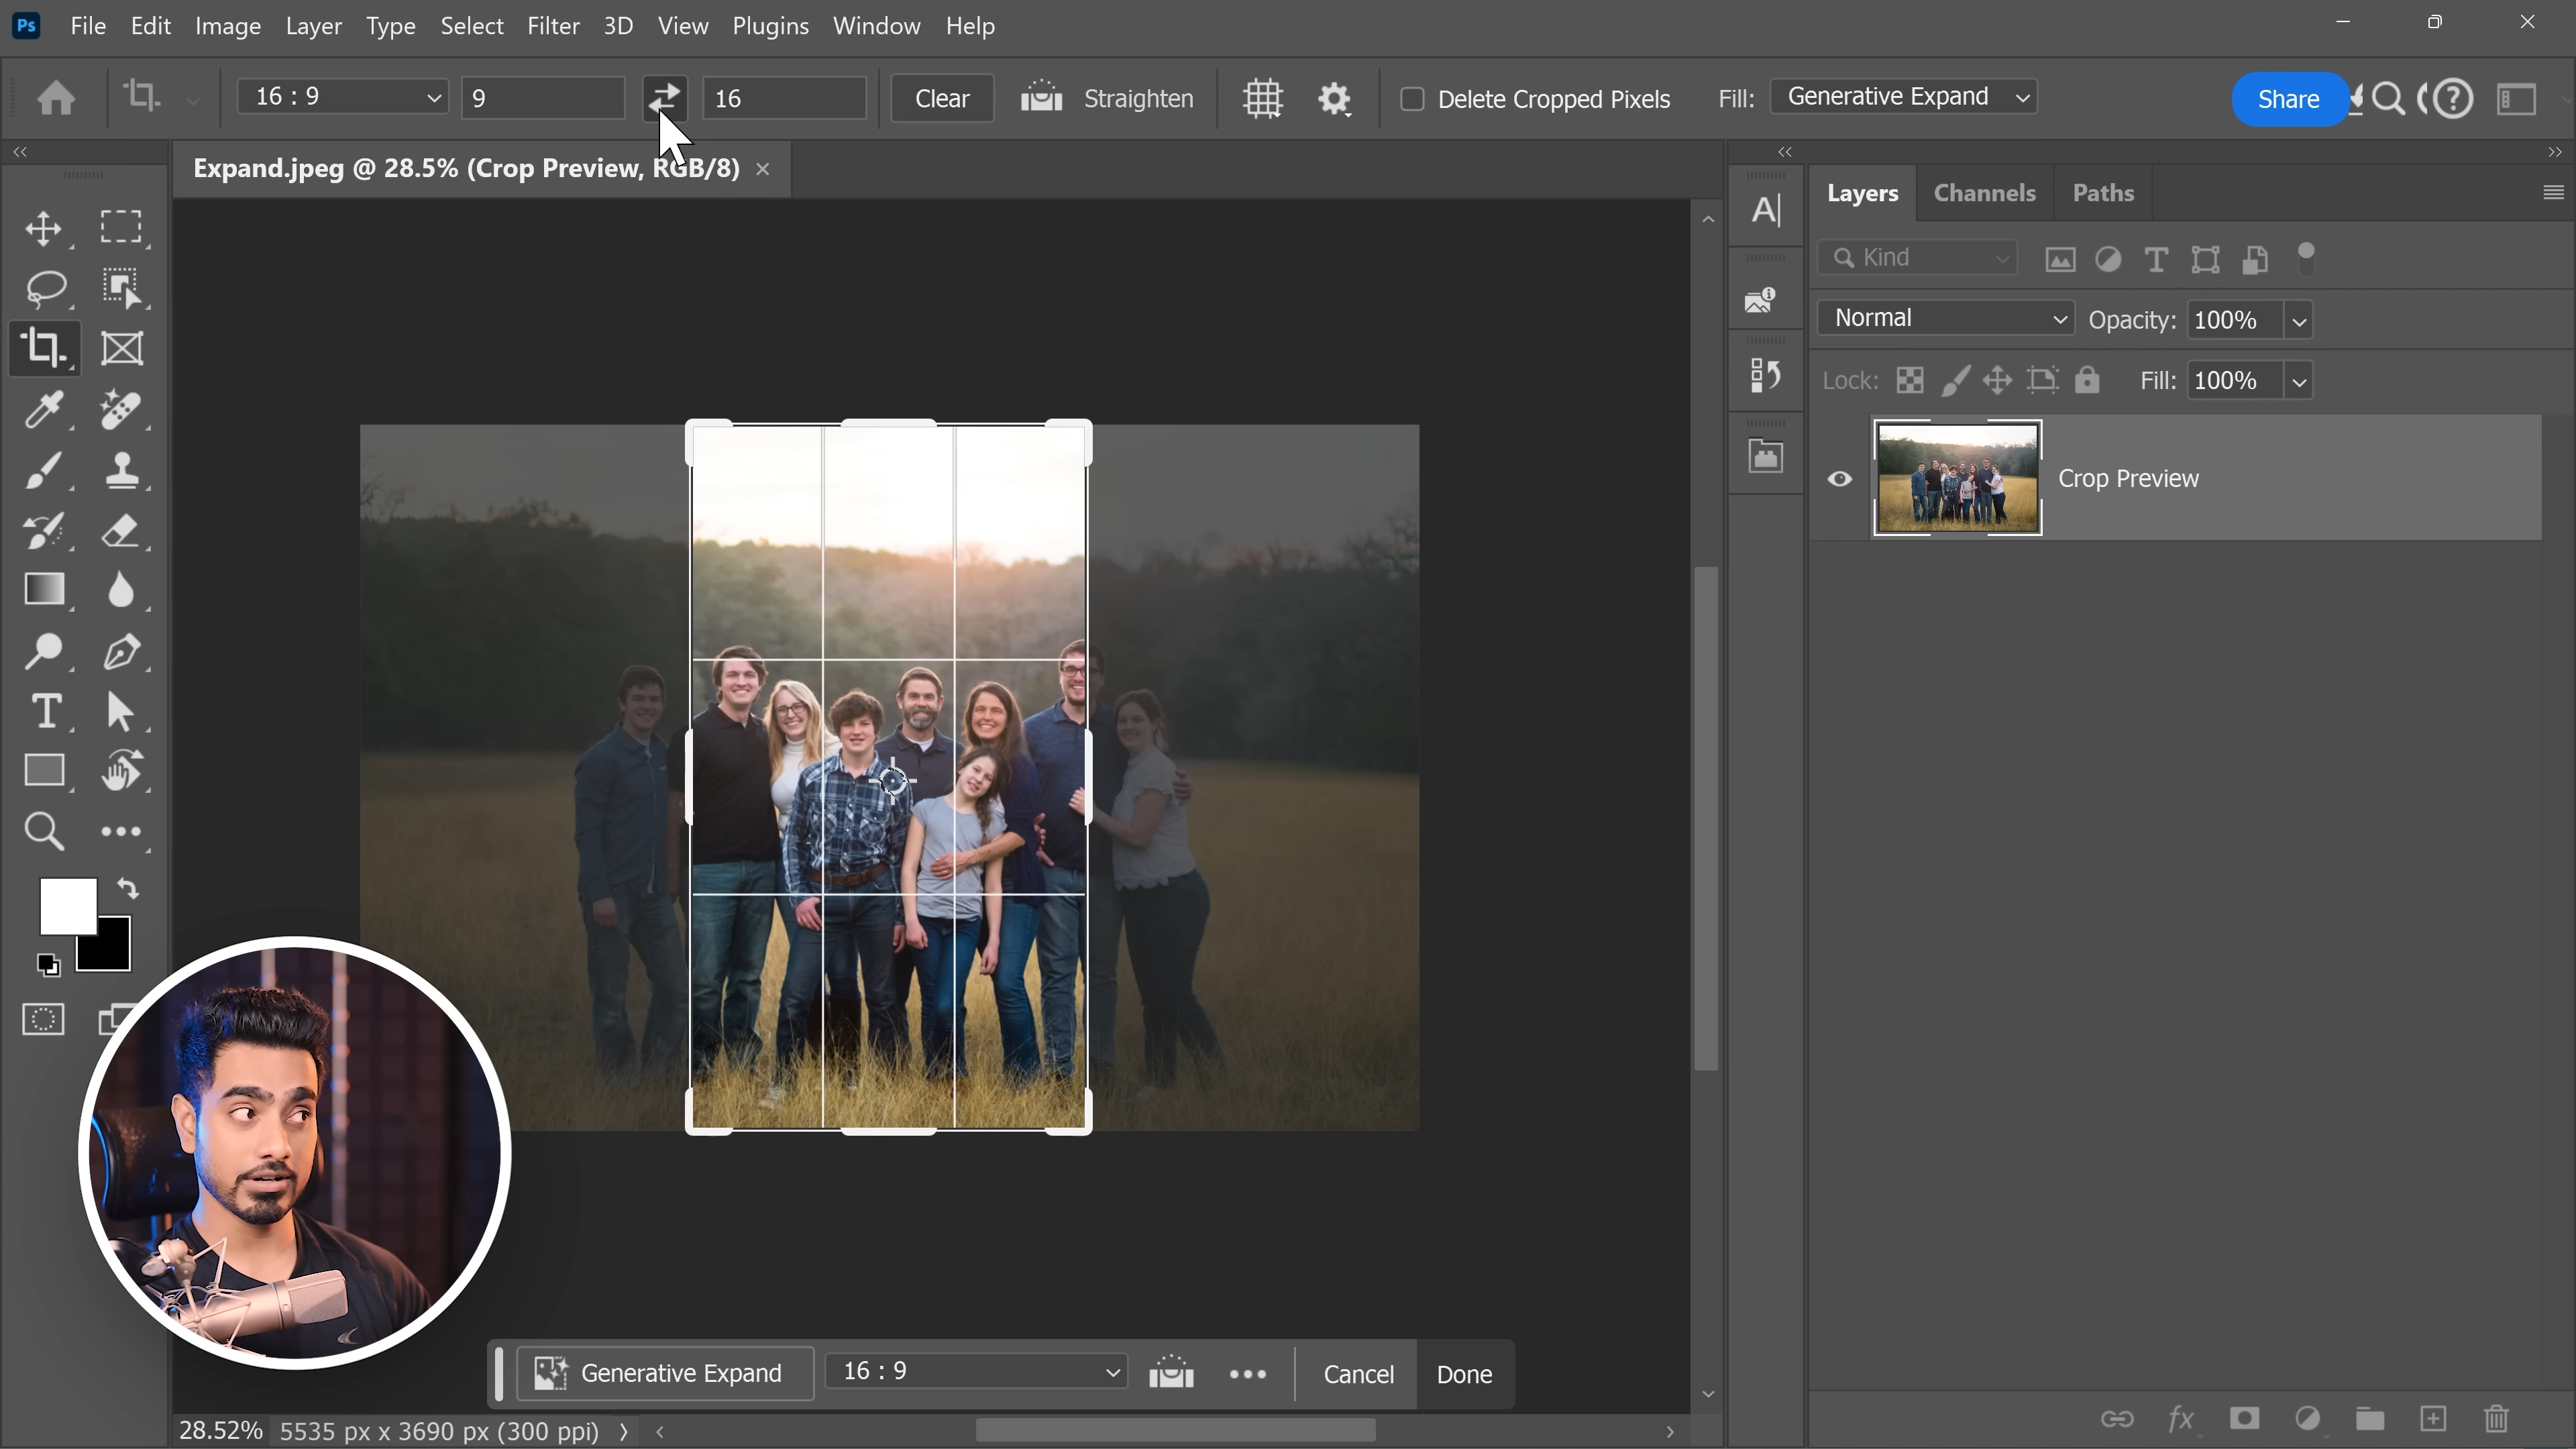 Ps File Edit Image Layer Type Select Filter 3D View Plugins Window Help
16 : 9 9 16 Clear Straighten Delete Cropped Pixels Fill: Generative Expand Share
Expand.jpeg @ 28.5% (Crop Preview, RGB/8)
Layers Channels Paths
Kind
Normal Opacity: 100%
Lock: Fill: 100%
Crop Preview
Generative Expand 16 : 9 Cancel Done
28.52% 5535 px x 3690 px (300 ppi)
fx